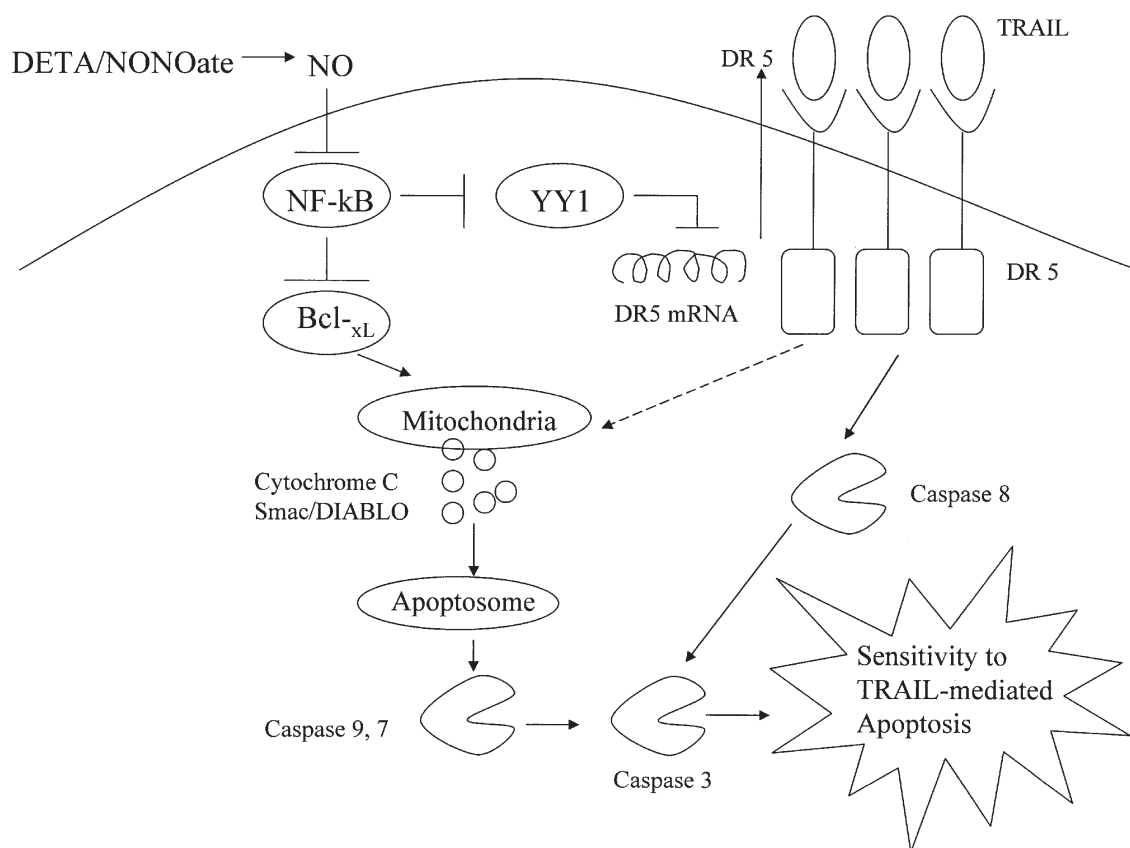 TRAIL
DR 5
DETA/NONOate
NO
NF-kB
YY1
DR 5
DR5 mRNA
Bcl-xL
Mitochondria
Cytochrome C
Smac/DIABLO
Caspase 8
Apoptosome
Sensitivity to
TRAIL-mediated
Apoptosis
Caspase 9, 7
Caspase 3